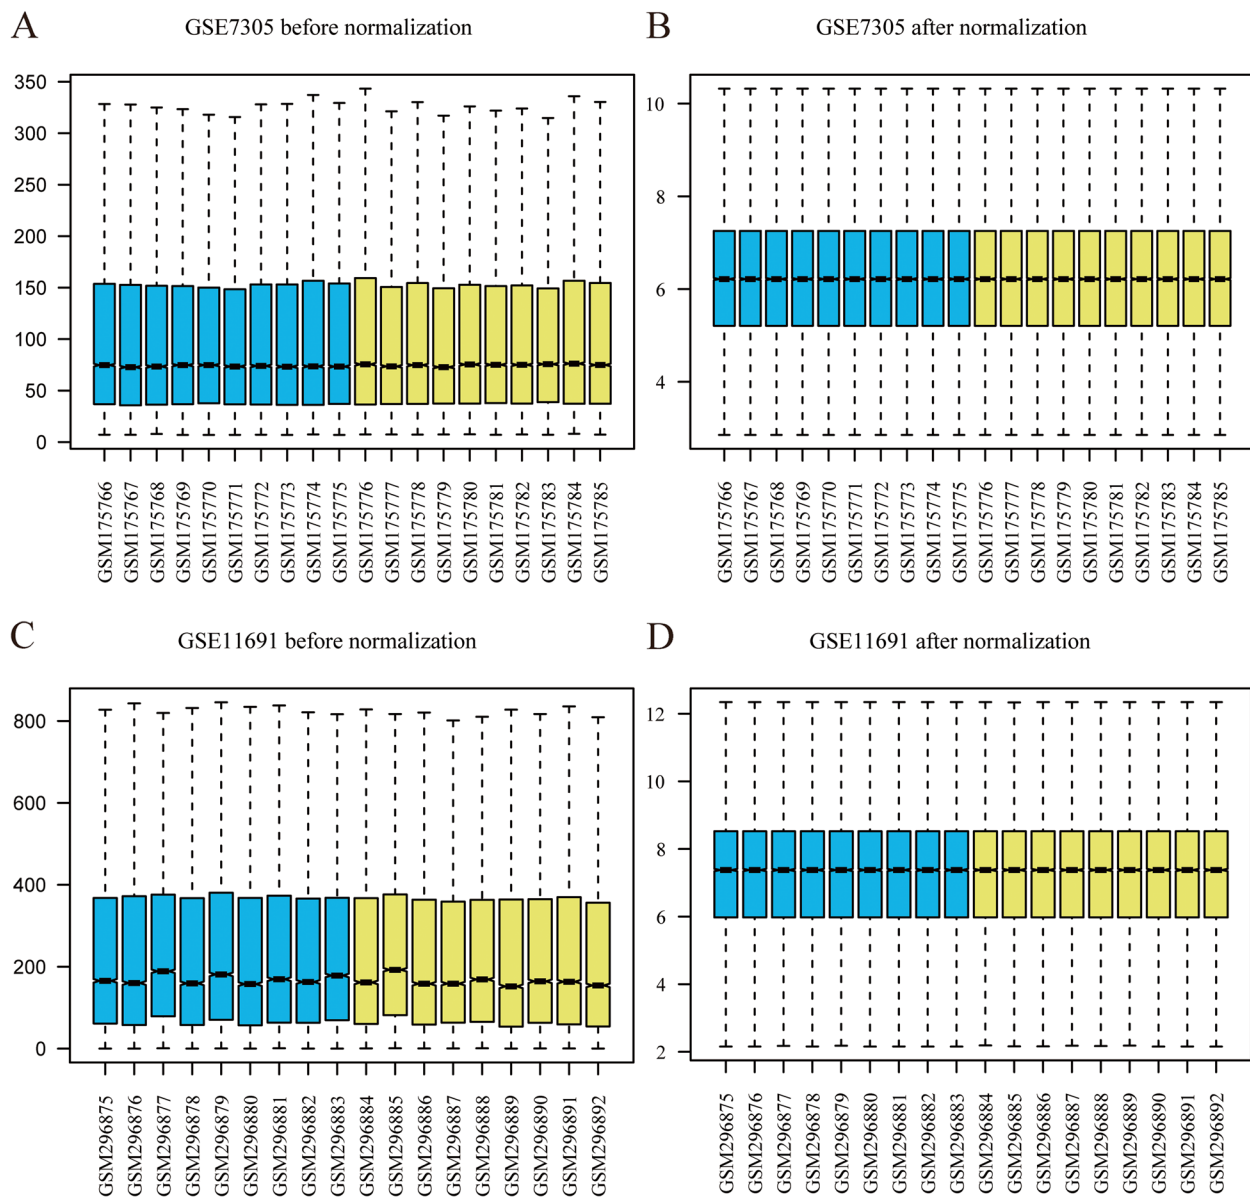 A
GSE7305 before normalization
350
300
250
200
150
100
50
0
GSM175766
GSM175767
GSM175768
GSM175769
GSM175770
GSM175771
GSM175772
GSM175773
GSM175774
GSM175775
GSM175776
GSM175777
GSM175778
GSM175779
GSM175780
GSM175781
GSM175782
GSM175783
GSM175784
GSM175785
B
GSE7305 after normalization
10
8
6
4
GSM175766
GSM175767
GSM175768
GSM175769
GSM175770
GSM175771
GSM175772
GSM175773
GSM175774
GSM175775
GSM175776
GSM175777
GSM175778
GSM175779
GSM175780
GSM175781
GSM175782
GSM175783
GSM175784
GSM175785
C
GSE11691 before normalization
800
600
400
200
0
GSM296875
GSM296876
GSM296877
GSM296878
GSM296879
GSM296880
GSM296881
GSM296882
GSM296883
GSM296884
GSM296885
GSM296886
GSM296887
GSM296888
GSM296889
GSM296890
GSM296891
GSM296892
D
GSE11691 after normalization
12
10
8
6
4
2
GSM296875
GSM296876
GSM296877
GSM296878
GSM296879
GSM296880
GSM296881
GSM296882
GSM296883
GSM296884
GSM296885
GSM296886
GSM296887
GSM296888
GSM296889
GSM296890
GSM296891
GSM296892